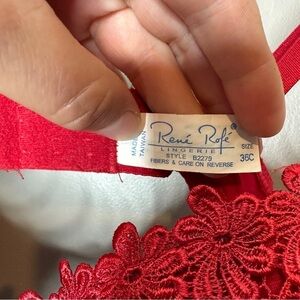 MADE IN
TAIWAN
René Rofé
LINGERIE
STYLE B2279
FIBERS & CARE ON REVERSE
SIZE
36C